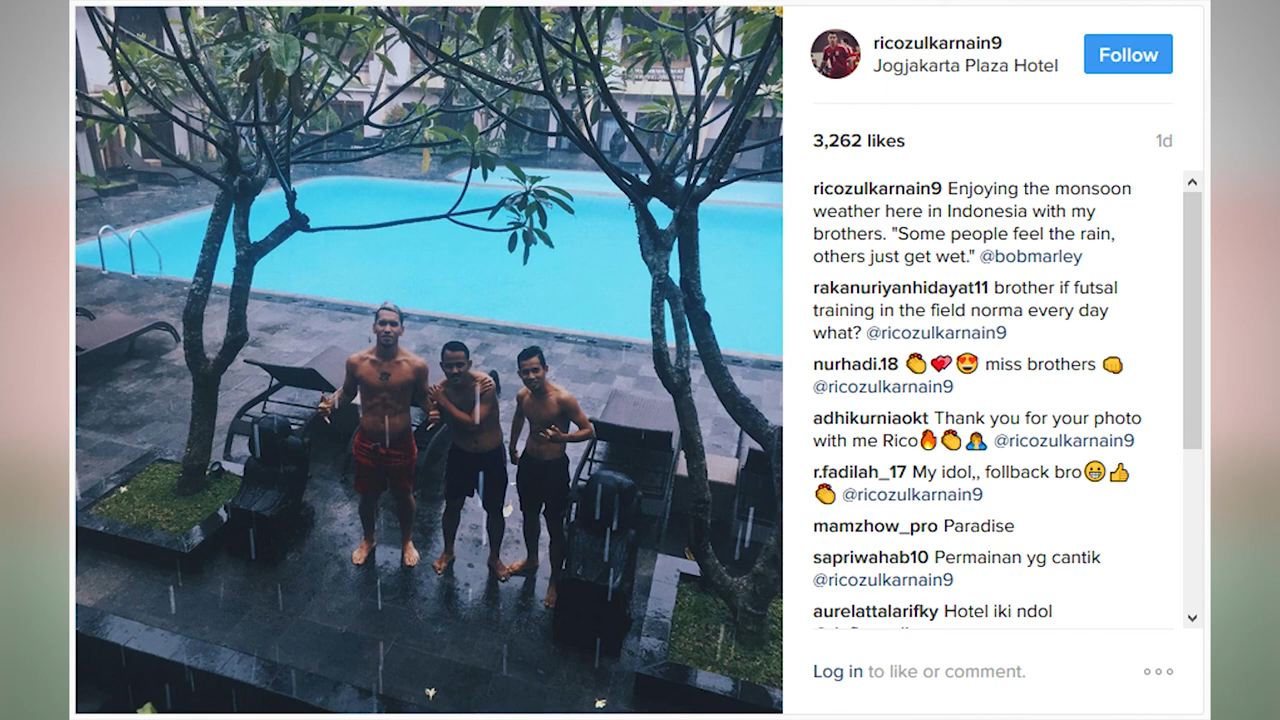 ricozulkarnain9
Jogjakarta Plaza Hotel
Follow
3,262 likes
1d
ricozulkarnain9 Enjoying the monsoon
weather here in Indonesia with my
brothers. "Some people feel the rain,
others just get wet." @bobmarley
rakanuriyanhidayat11 brother if futsal
training in the field norma every day
what? @ricozulkarnain9
nurhadi.18 👏💞😍 miss brothers 👊
@ricozulkarnain9
adhikurniaokt Thank you for your photo
with me Rico🔥👏🤦 @ricozulkarnain9
r.fadilah_17 My idol,, follback bro😀👍
👏 @ricozulkarnain9
mamzhow_pro Paradise
sapriwahab10 Permainan yg cantik
@ricozulkarnain9
aurelattalarifky Hotel iki ndol
Log in to like or comment.